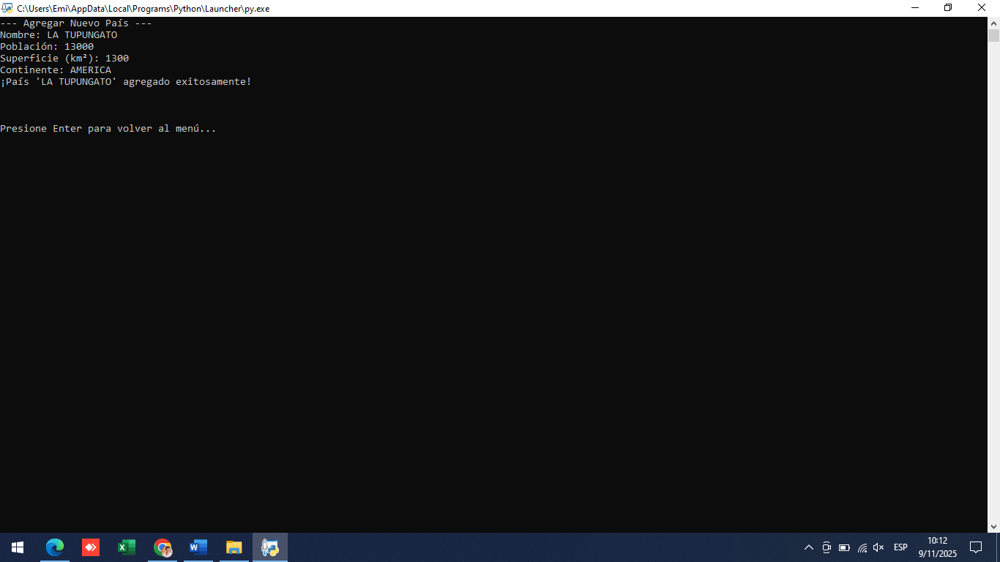 C:\Users\Emi\AppData\Local\Programs\Python\Launcher\py.exe
--- Agregar Nuevo País ---
Nombre: LA TUPUNGATO
Población: 13000
Superficie (km²): 1300
Continente: AMERICA
¡País 'LA TUPUNGATO' agregado exitosamente!
Presione Enter para volver al menú...
ESP
10:12
9/11/2025